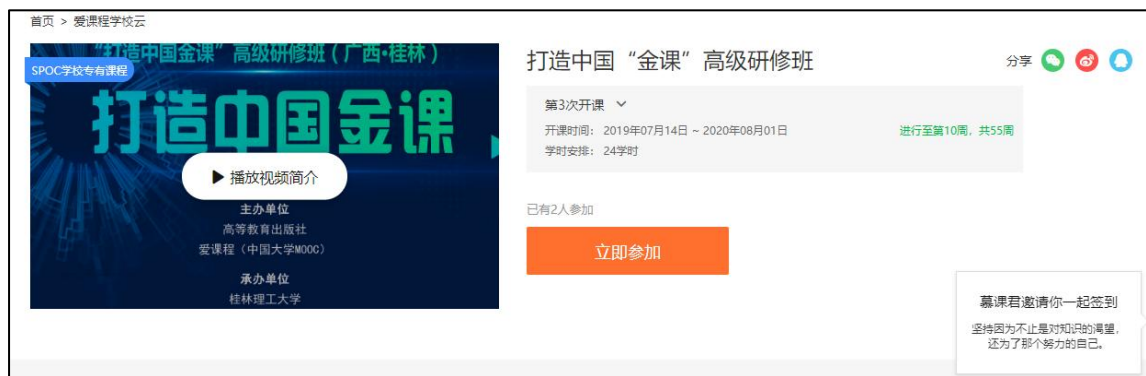 首页 > 爱课程学校云
“打造中国金课”高级研修班(广西·桂林)
SPOC学校专有课程
打造中国金课
播放视频简介
主办单位
高等教育出版社
爱课程(中国大学MOOC)
承办单位
桂林理工大学
打造中国“金课”高级研修班
分享
第3次开课
开课时间: 2019年07月14日 ~ 2020年08月01日
进行至第10周, 共55周
学时安排: 24学时
已有2人参加
立即参加
慕课君邀请你一起签到
坚持因为不止是对知识的渴望,
还为了那个努力的自己。